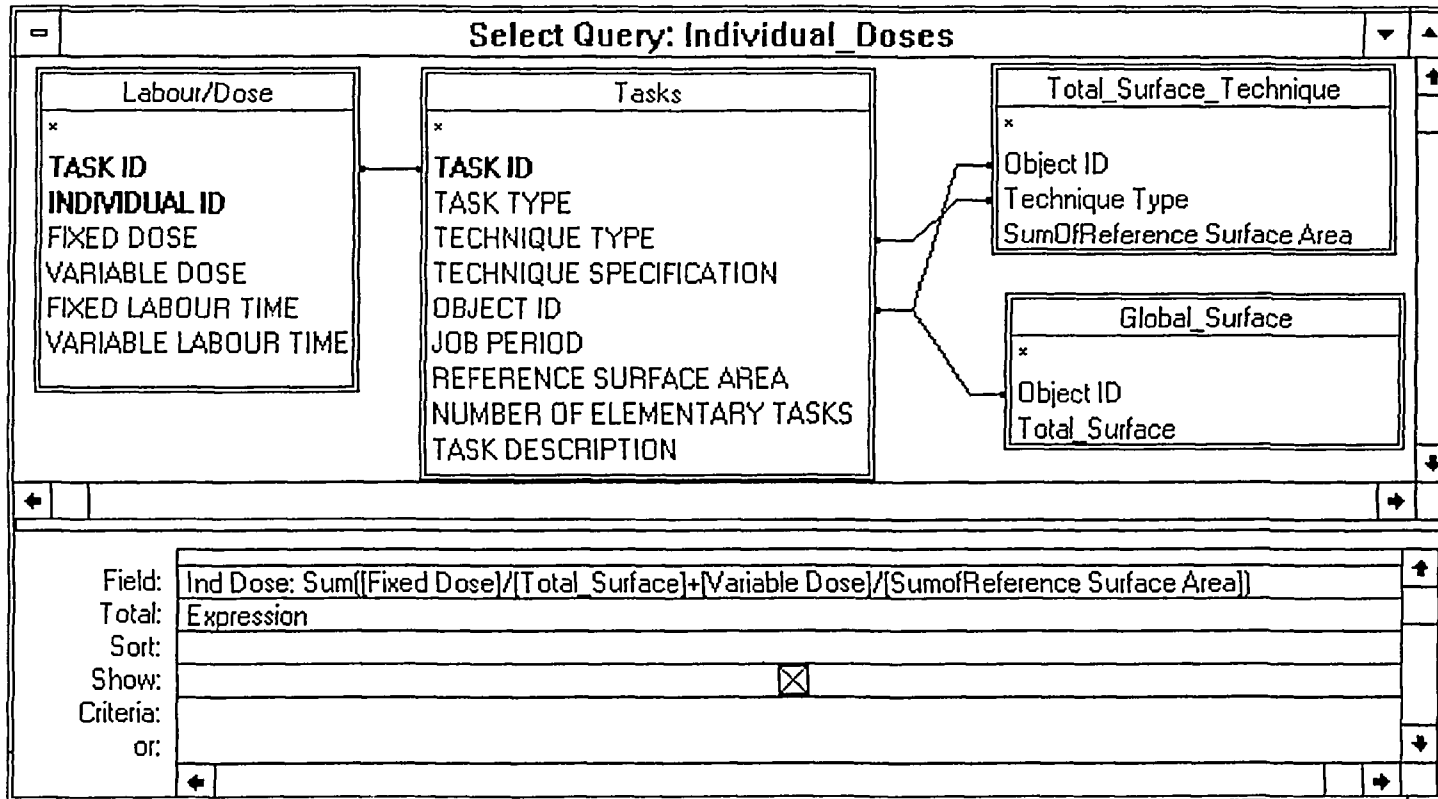 Select Query: Individual_Doses
Labour/Dose
*
TASK ID
INDIVIDUAL ID
FIXED DOSE
VARIABLE DOSE
FIXED LABOUR TIME
VARIABLE LABOUR TIME
Tasks
*
TASK ID
TASK TYPE
TECHNIQUE TYPE
TECHNIQUE SPECIFICATION
OBJECT ID
JOB PERIOD
REFERENCE SURFACE AREA
NUMBER OF ELEMENTARY TASKS
TASK DESCRIPTION
Total_Surface_Technique
*
Object ID
Technique Type
SumOfReference Surface Area
Global_Surface
*
Object ID
Total_Surface
Field: Ind Dose: Sum([Fixed Dose]/[Total_Surface]+[Variable Dose]/[SumofReference Surface Area])
Total: Expression
Sort:
Show:
Criteria:
or: